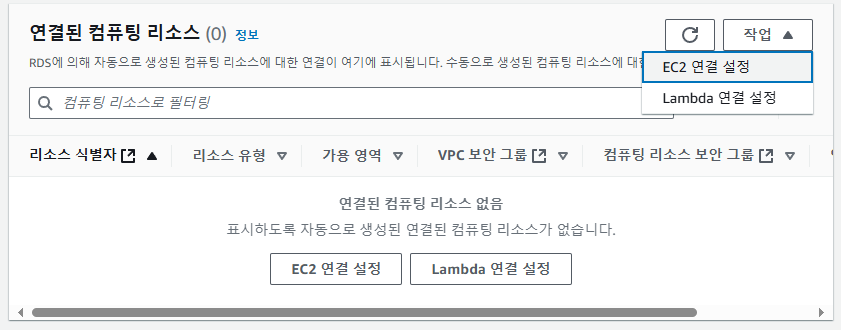 연결된 컴퓨팅 리소스 (0) 정보
작업
RDS에 의해 자동으로 생성된 컴퓨팅 리소스에 대한 연결이 여기에 표시됩니다. 수동으로 생성된 컴퓨팅 리소스에 대한
EC2 연결 설정
Lambda 연결 설정
컴퓨팅 리소스로 필터링
리소스 식별자 리소스 유형 가용 영역 VPC 보안 그룹 컴퓨팅 리소스 보안 그룹
연결된 컴퓨팅 리소스 없음
표시하도록 자동으로 생성된 연결된 컴퓨팅 리소스가 없습니다.
EC2 연결 설정 Lambda 연결 설정